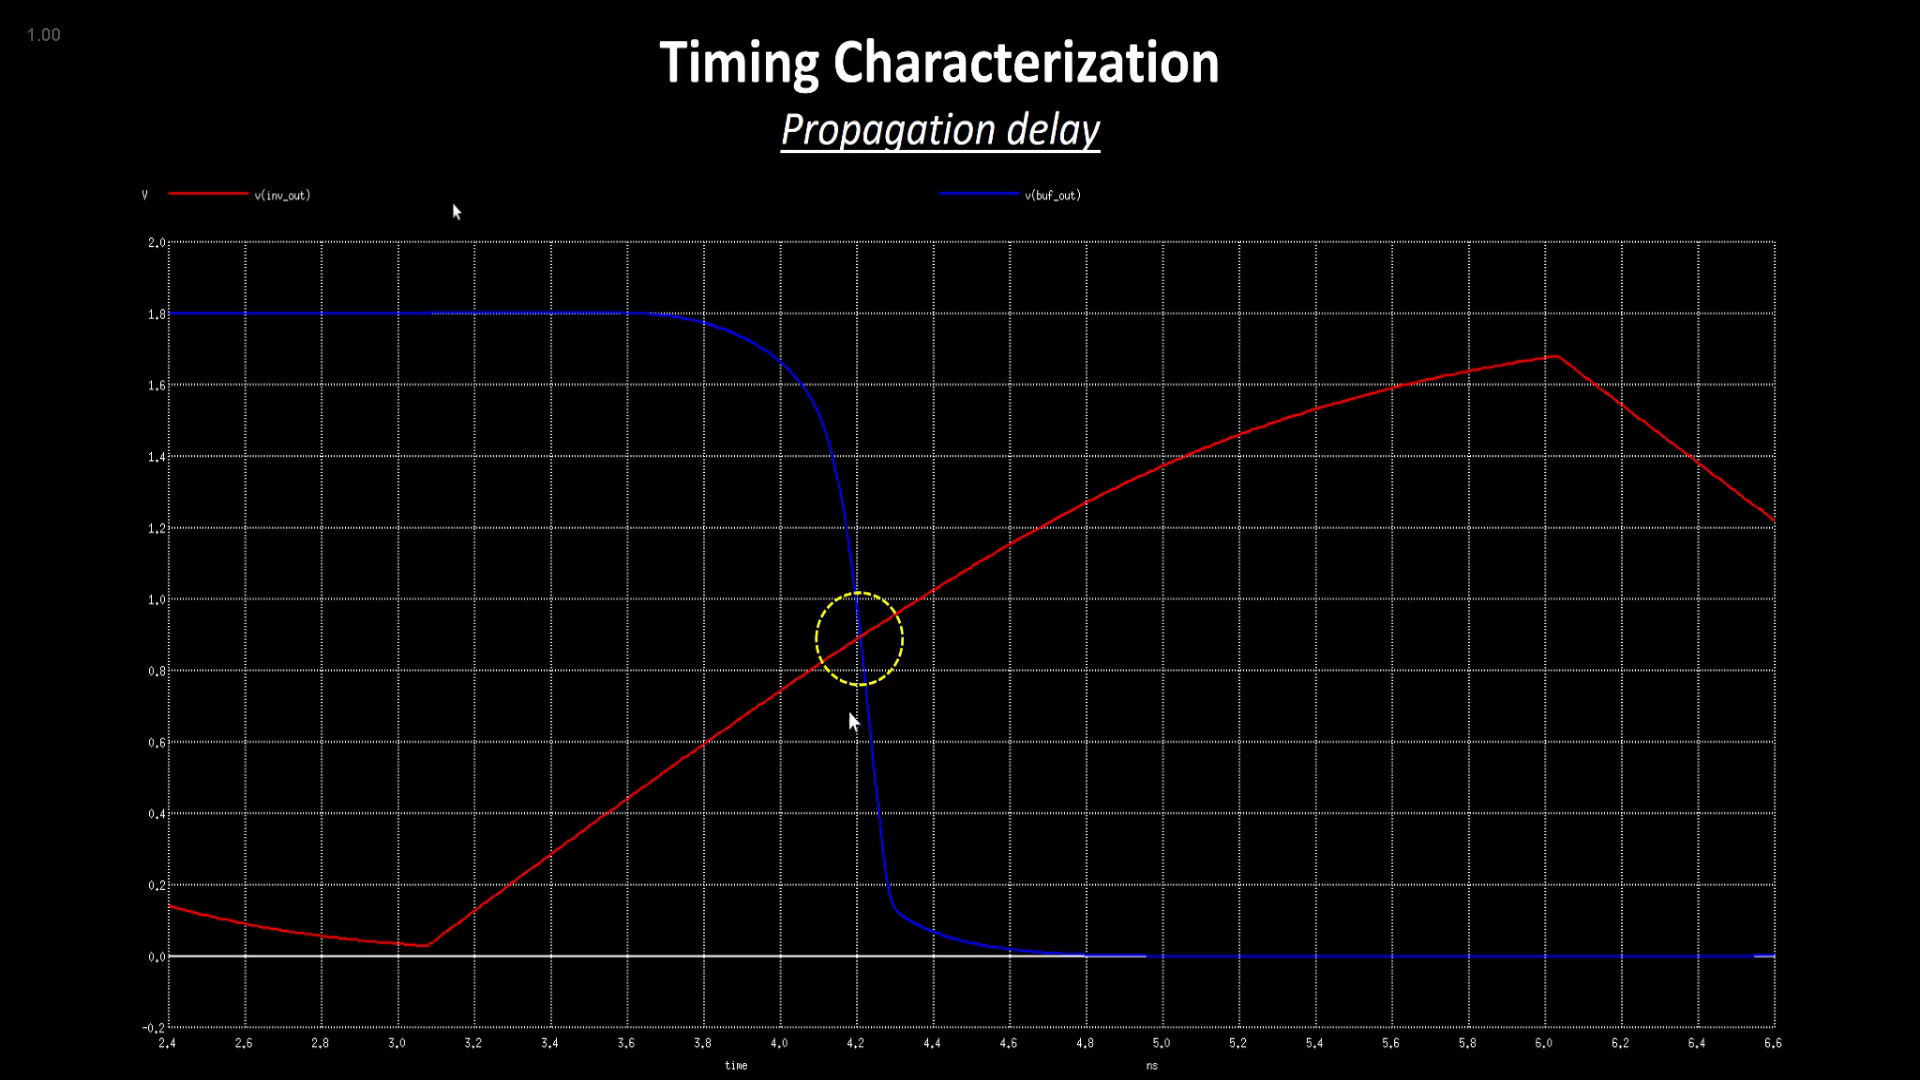 1.00
Timing Characterization
Propagation delay
V v(inv_out) v(buf_out)
2.0
1.8
1.6
1.4
1.2
1.0
0.8
0.6
0.4
0.2
0.0
-0.2
2.4 2.6 2.8 3.0 3.2 3.4 3.6 3.8 4.0 4.2 4.4 4.6 4.8 5.0 5.2 5.4 5.6 5.8 6.0 6.2 6.4 6.6
time ns